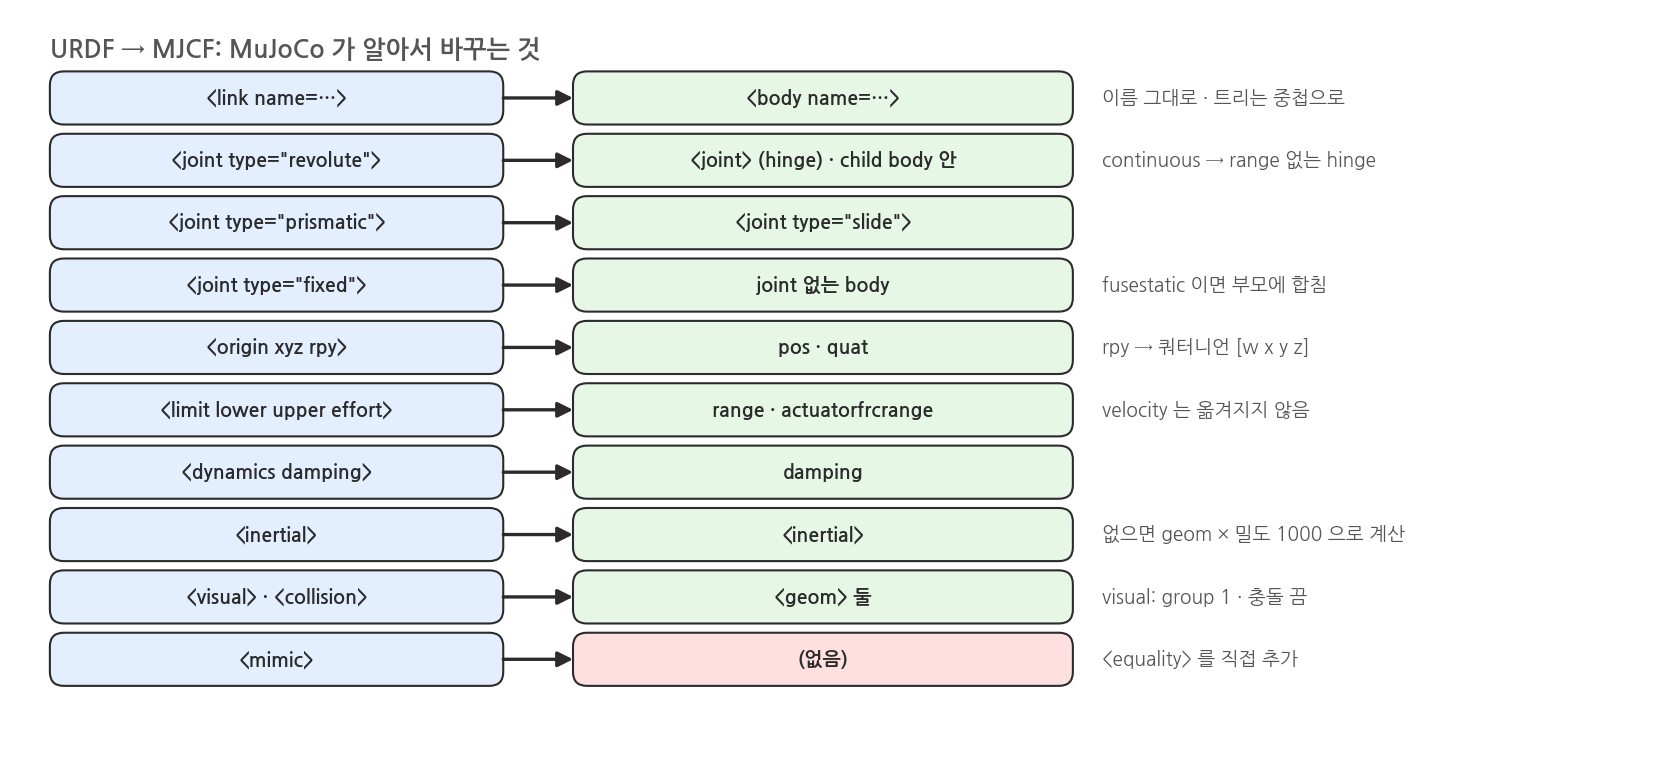 URDF → MJCF: MuJoCo 가 알아서 바꾸는 것
<link name=⋯> <body name=⋯> 이름 그대로 · 트리는 중첩으로
<joint type="revolute"> <joint> (hinge) · child body 안 continuous → range 없는 hinge
<joint type="prismatic"> <joint type="slide">
<joint type="fixed"> joint 없는 body fusestatic 이면 부모에 합침
<origin xyz rpy> pos · quat rpy → 쿼터니언 [w x y z]
<limit lower upper effort> range · actuatorfrcrange velocity 는 옮겨지지 않음
<dynamics damping> damping
<inertial> <inertial> 없으면 geom × 밀도 1000 으로 계산
<visual> · <collision> <geom> 둘 visual: group 1 · 충돌 끔
<mimic> (없음) <equality> 를 직접 추가